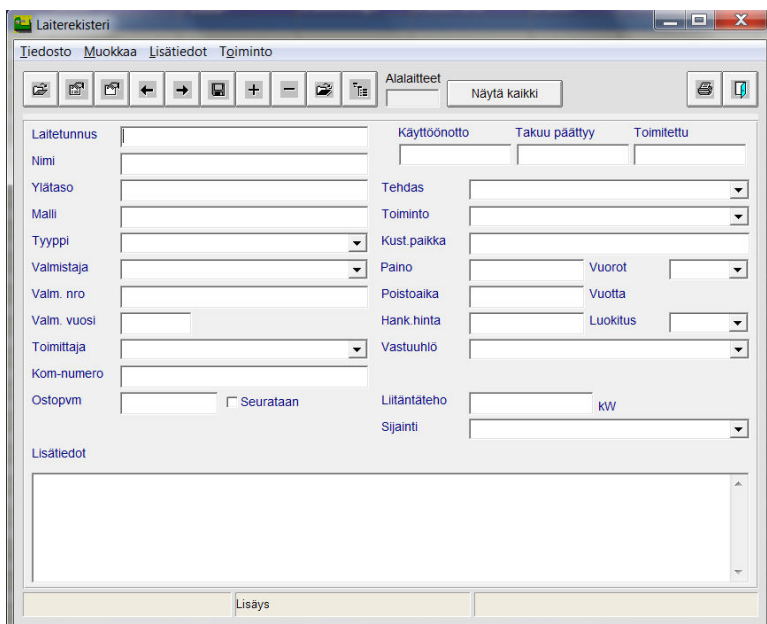 Laiterekisteri
Tiedosto Muokkaa Lisätiedot Toiminto
Alalaitteet
Näytä kaikki
Laitetunnus
Käyttöönotto Takuu päättyy Toimitettu
Nimi
Ylätaso Tehdas
Malli Toiminto
Tyyppi Kust.paikka
Valmistaja Paino Vuorot
Valm. nro Poistoaika Vuotta
Valm. vuosi Hank.hinta Luokitus
Toimittaja Vastuuhlö
Kom-numero
Ostopvm Seurataan Liitäntäteho kW
Sijainti
Lisätiedot
Lisäys